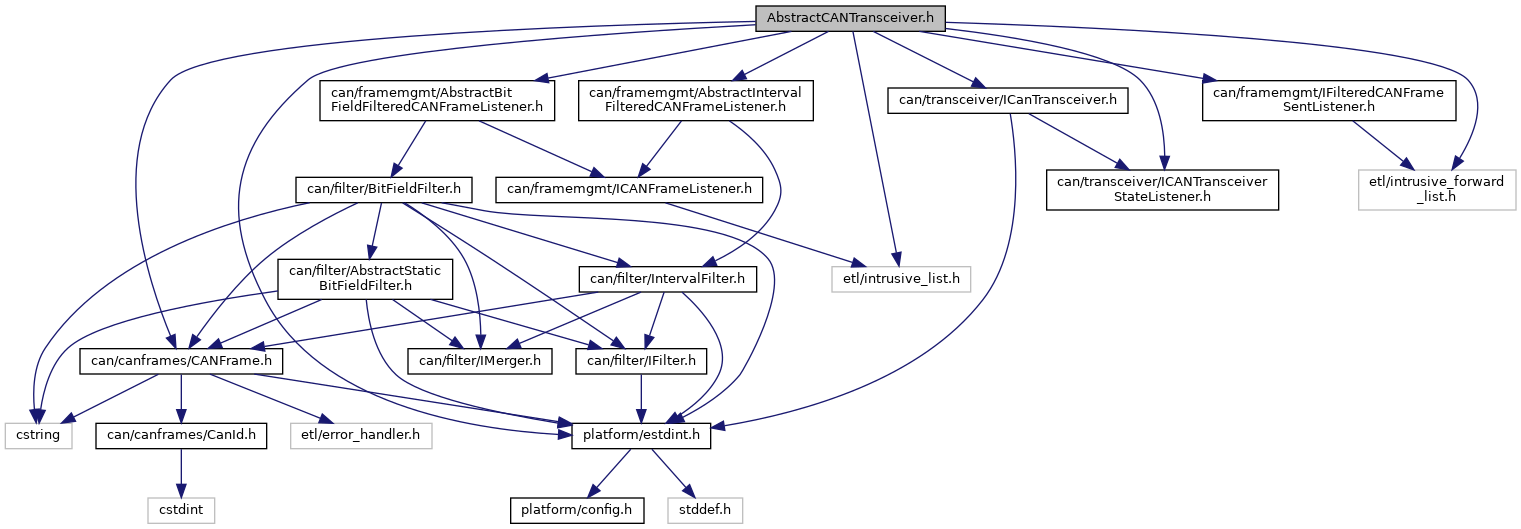 AbstractCANTransceiver.h
can/framemgmt/AbstractBit
FieldFilteredCANFrameListener.h
can/framemgmt/AbstractInterval
FilteredCANFrameListener.h
can/transceiver/ICanTransceiver.h
can/framemgmt/IFilteredCANFrame
SentListener.h
can/filter/BitFieldFilter.h
can/framemgmt/ICANFrameListener.h
can/transceiver/ICANTransceiver
StateListener.h
etl/intrusive_forward
_list.h
can/filter/AbstractStatic
BitFieldFilter.h
can/filter/IntervalFilter.h
etl/intrusive_list.h
can/canframes/CANFrame.h
can/filter/IMerger.h
can/filter/IFilter.h
cstring
can/canframes/CanId.h
etl/error_handler.h
platform/estdint.h
cstdint
platform/config.h
stddef.h